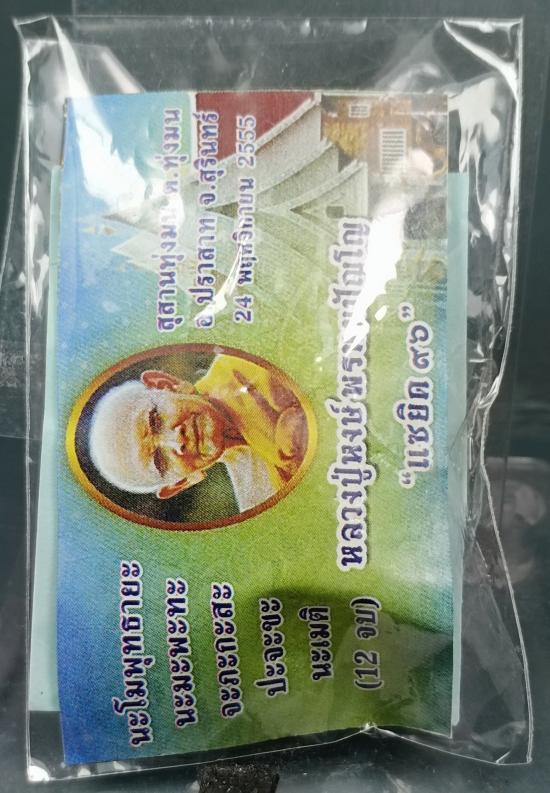 นะโมพุทธายะ
นะมะพะทะ
จะภะกะสะ
ปะจะขะ
นะเมติ
(12 จบ)
สุสานทุ่งมน ต.ทุ่งมน
อ.ปราสาท จ.สุรินทร์
24 พฤศจิกายน 2555
หลวงปู่หงษ์ พรหมปัญโญ
“แซยิด ๙๖”